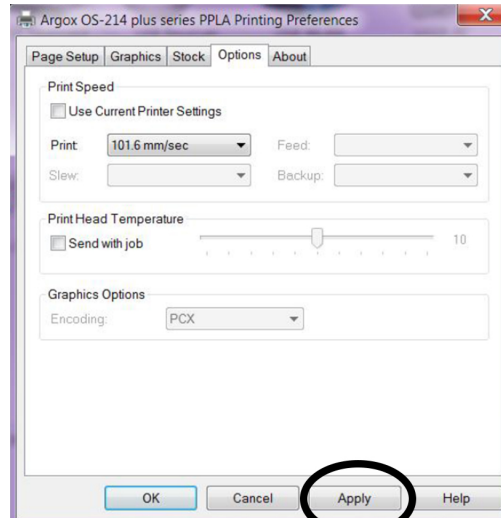 Argox OS-214 plus series PPLA Printing Preferences
Page Setup Graphics Stock Options About
Print Speed
Use Current Printer Settings
Print: 101.6 mm/sec Feed:
Slew: Backup:
Print Head Temperature
Send with job 10
Graphics Options
Encoding: PCX
OK Cancel Apply Help